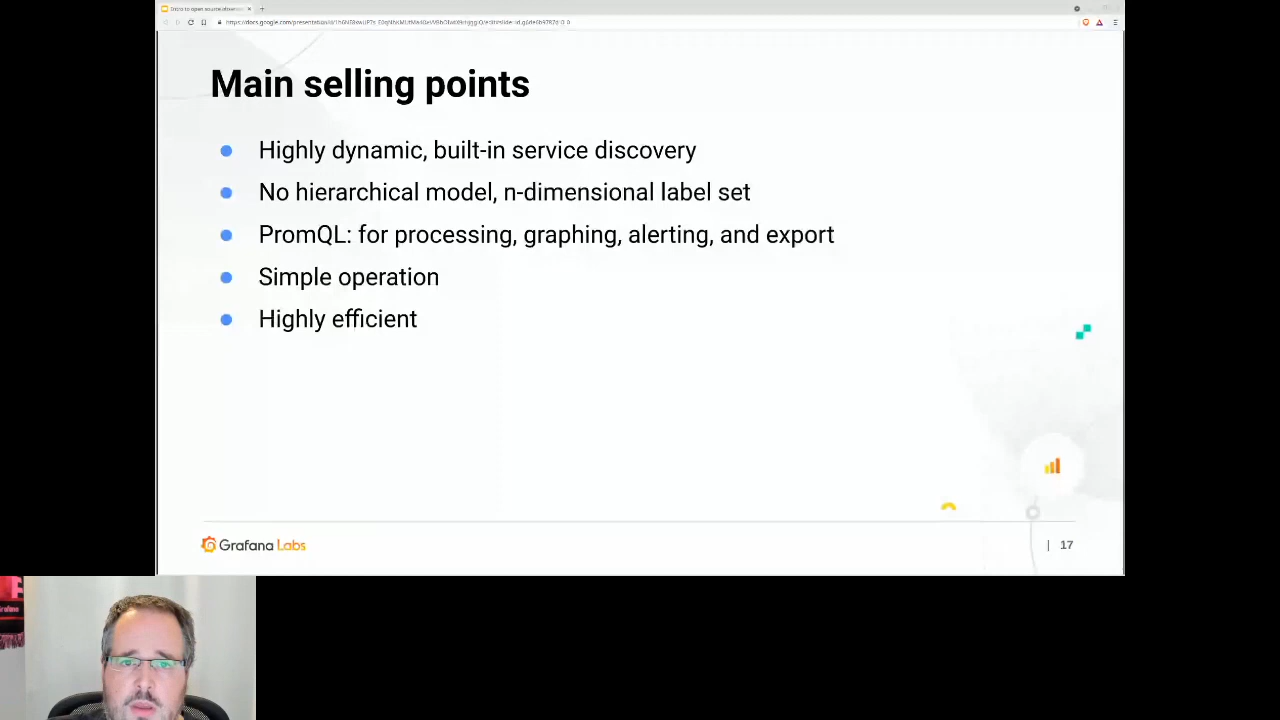 Main selling points
Highly dynamic, built-in service discovery
No hierarchical model, n-dimensional label set
PromQL: for processing, graphing, alerting, and export
Simple operation
Highly efficient
Grafana Labs
| 17